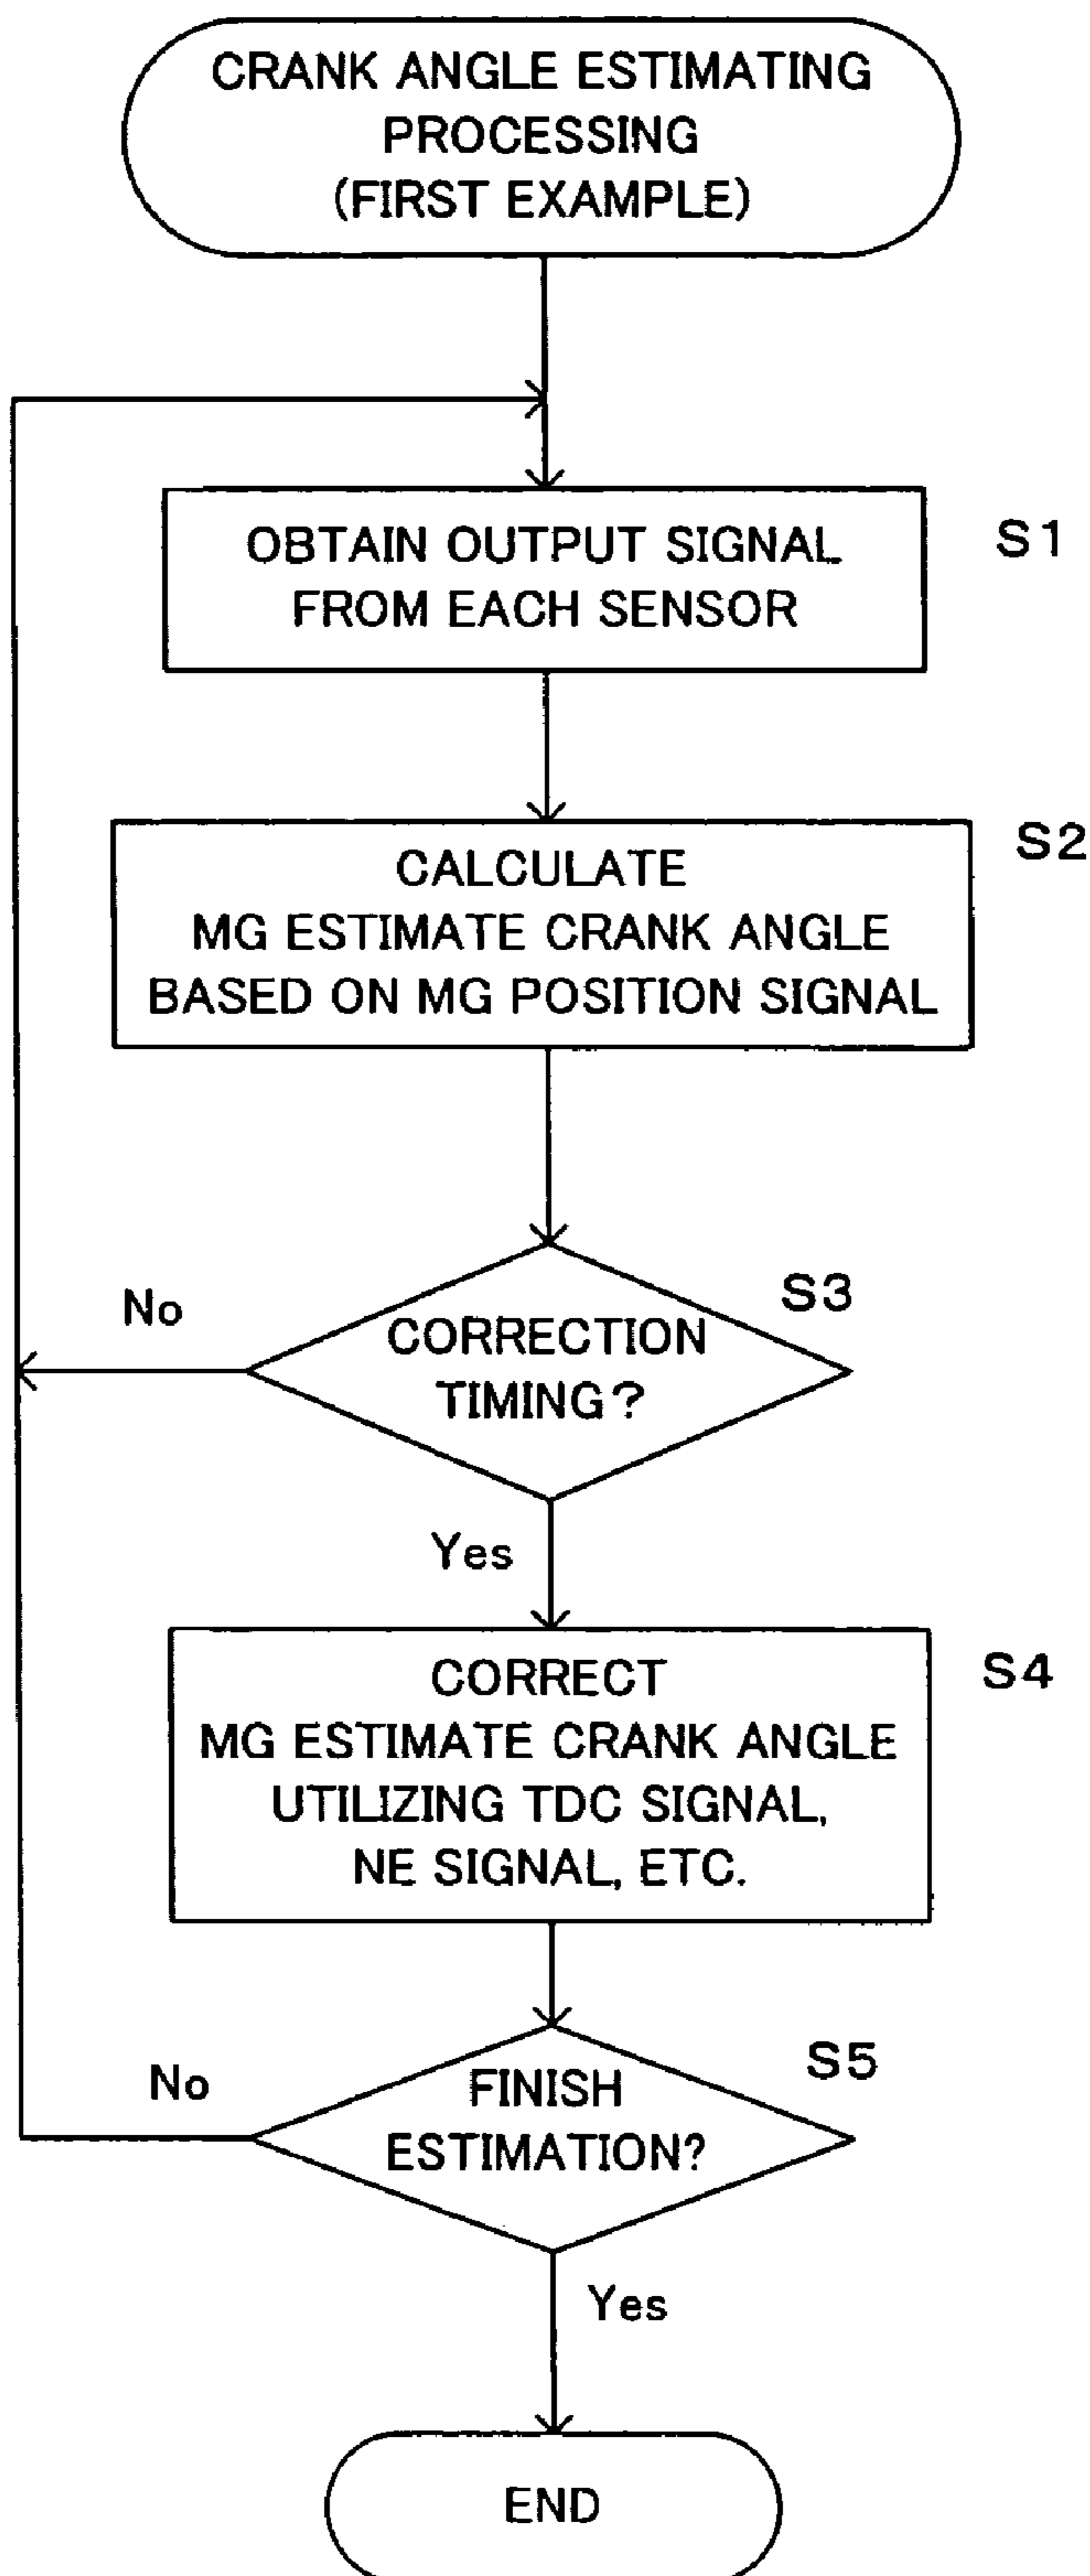 CRANK ANGLE ESTIMATING
PROCESSING
(FIRST EXAMPLE)
OBTAIN OUTPUT SIGNAL
FROM EACH SENSOR
S1
CALCULATE
MG ESTIMATE CRANK ANGLE
BASED ON MG POSITION SIGNAL
S2
CORRECTION
TIMING?
S3
No
Yes
CORRECT
MG ESTIMATE CRANK ANGLE
UTILIZING TDC SIGNAL,
NE SIGNAL, ETC.
S4
FINISH
ESTIMATION?
S5
No
Yes
END